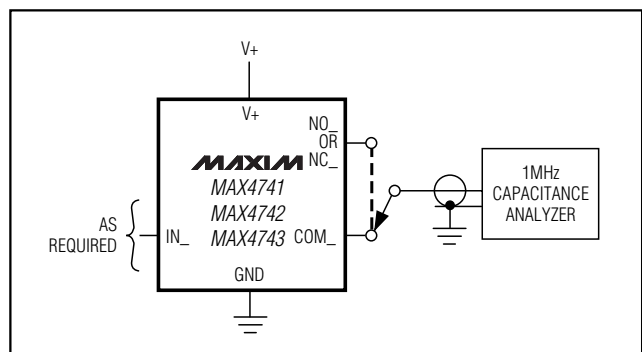 V+
V+
NO_
OR
NC_
MAXIM
MAX4741
MAX4742
MAX4743
AS
REQUIRED
IN_
COM_
GND
1MHz
CAPACITANCE
ANALYZER